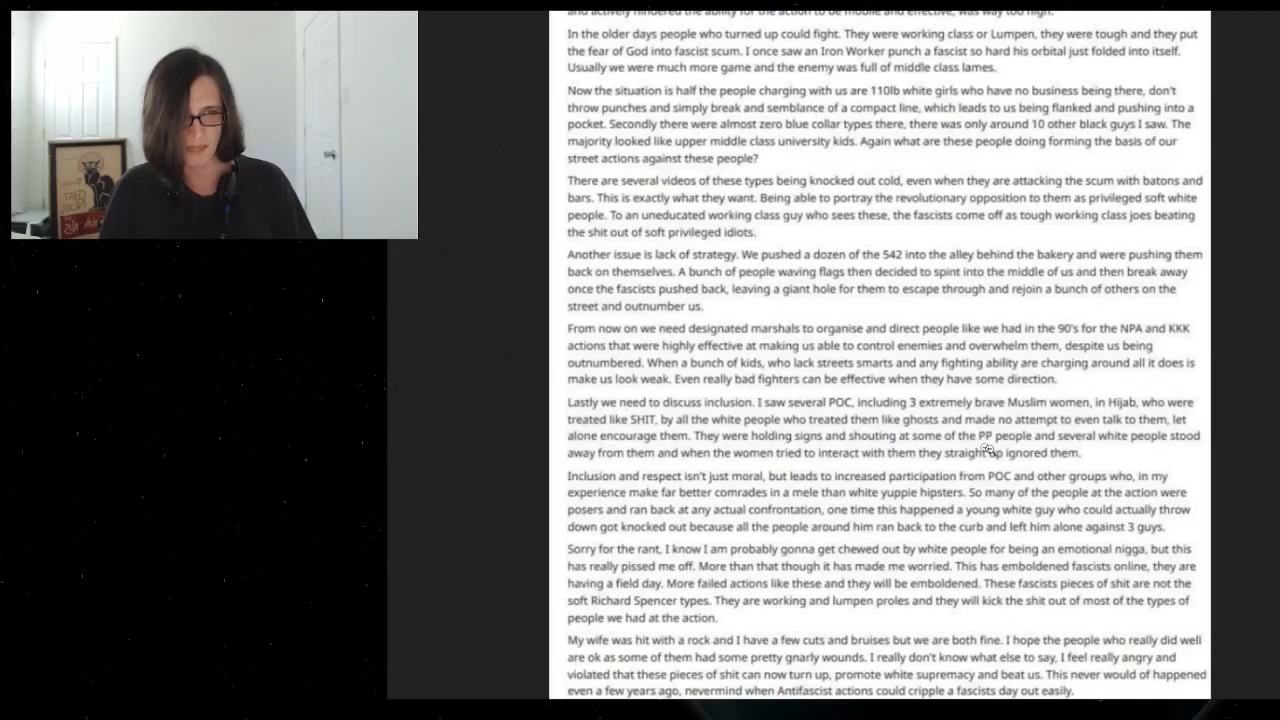 and actively hindered the ability for the action to be mobile and effective, was way too high.
In the older days people who turned up could fight. They were working class or Lumpen, they were tough and they put
the fear of God into fascist scum. I once saw an Iron Worker punch a fascist so hard his orbital just folded into itself.
Usually we were much more game and the enemy was full of middle class lames.
Now the situation is half the people charging with us are 110lb white girls who have no business being there, don't
throw punches and simply break and semblance of a compact line, which leads to us being flanked and pushing into a
pocket. Secondly there were almost zero blue collar types there, there was only around 10 other black guys I saw. The
majority looked like upper middle class university kids. Again what are these people doing forming the basis of our
street actions against these people?
There are several videos of these types being knocked out cold, even when they are attacking the scum with batons and
bars. This is exactly what they want. Being able to portray the revolutionary opposition to them as privileged soft white
people. To an uneducated working class guy who sees these, the fascists come off as tough working class joes beating
the shit out of soft privileged idiots.
Another issue is lack of strategy. We pushed a dozen of the 542 into the alley behind the bakery and were pushing them
back on themselves. A bunch of people waving flags then decided to spint into the middle of us and then break away
once the fascists pushed back, leaving a giant hole for them to escape through and rejoin a bunch of others on the
street and outnumber us.
From now on we need designated marshals to organise and direct people like we had in the 90's for the NPA and KKK
actions that were highly effective at making us able to control enemies and overwhelm them, despite us being
outnumbered. When a bunch of kids, who lack streets smarts and any fighting ability are charging around all it does is
make us look weak. Even really bad fighters can be effective when they have some direction.
Lastly we need to discuss inclusion. I saw several POC, including 3 extremely brave Muslim women, in Hijab, who were
treated like SHIT, by all the white people who treated them like ghosts and made no attempt to even talk to them, let
alone encourage them. They were holding signs and shouting at some of the PP people and several white people stood
away from them and when the women tried to interact with them they straight up ignored them.
Inclusion and respect isn't just moral, but leads to increased participation from POC and other groups who, in my
experience make far better comrades in a mele than white yuppie hipsters. So many of the people at the action were
posers and ran back at any actual confrontation, one time this happened a young white guy who could actually throw
down got knocked out because all the people around him ran back to the curb and left him alone against 3 guys.
Sorry for the rant, I know I am probably gonna get chewed out by white people for being an emotional nigga, but this
has really pissed me off. More than that though it has made me worried. This has emboldened fascists online, they are
having a field day. More failed actions like these and they will be emboldened. These fascists pieces of shit are not the
soft Richard Spencer types. They are working and lumpen proles and they will kick the shit out of most of the types of
people we had at the action.
My wife was hit with a rock and I have a few cuts and bruises but we are both fine. I hope the people who really did well
are ok as some of them had some pretty gnarly wounds. I really don't know what else to say, I feel really angry and
violated that these pieces of shit can now turn up, promote white supremacy and beat us. This never would of happened
even a few years ago, nevermind when Antifascist actions could cripple a fascists day out easily.